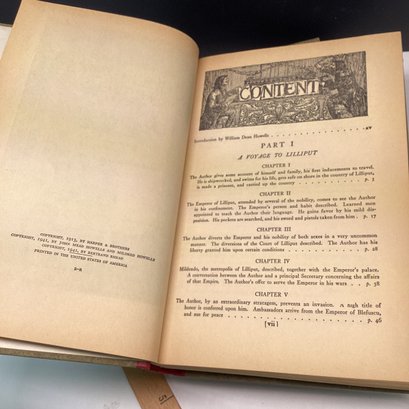 COPYRIGHT, 1913, BY HARPER & BROTHERS
COPYRIGHT, 1941, BY JOHN MEAD HOWELLS AND MILDRED HOWELLS
COPYRIGHT, 1947, BY BERTRAND
PRINTED IN THE UNITED STATES OF AMERICA
CONTENT
Introduction by William Dean Howells xv
PART I
A VOYAGE TO LILLIPUT
CHAPTER I
The Author gives some account of himself and family, his first inducements to travel.
He is shipwrecked, and swims for his life, gets safe on shore in the country of Lilliput,
is made a prisoner, and carried up the country p. 3
CHAPTER II
The Emperor of Lilliput, attended by several of the nobility, comes to see the Author
in his confinement. The Emperor's person and habit described. Learned men
appointed to teach the Author their language. He gains favor by his mild dis-
position. His pockets are searched, and his sword and pistols taken from him p. 17
CHAPTER III
The Author diverts the Emperor and his nobility of both sexes in a very uncommon
manner. The diversions of the Court of Lilliput described. The Author has
his liberty granted him upon certain conditions p. 28
CHAPTER IV
Mildendo, the metropolis of Lilliput, described, together with the Emperor's palace.
A conversation between the Author and a principal Secretary concerning the affairs
of that Empire. The Author's offer to serve the Emperor in his wars p. 38
CHAPTER V
The Author, by an extraordinary stratagem, prevents an invasion. A high title of
honor is conferred upon him. Ambassadors arrive from the Emperor of Blefuscu,
and sue for peace p. 46
[vii]
5